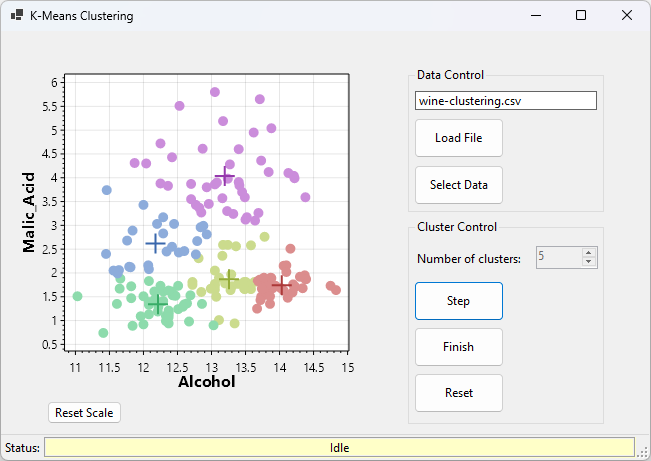 K-Means Clustering
Data Control
wine-clustering.csv
Load File
Select Data
Cluster Control
Number of clusters: 5
Step
Finish
Reset
Malic_Acid
6
5.5
5
4.5
4
3.5
3
2.5
2
1.5
1
0.5
11 11.5 12 12.5 13 13.5 14 14.5 15
Alcohol
Reset Scale
Status: Idle